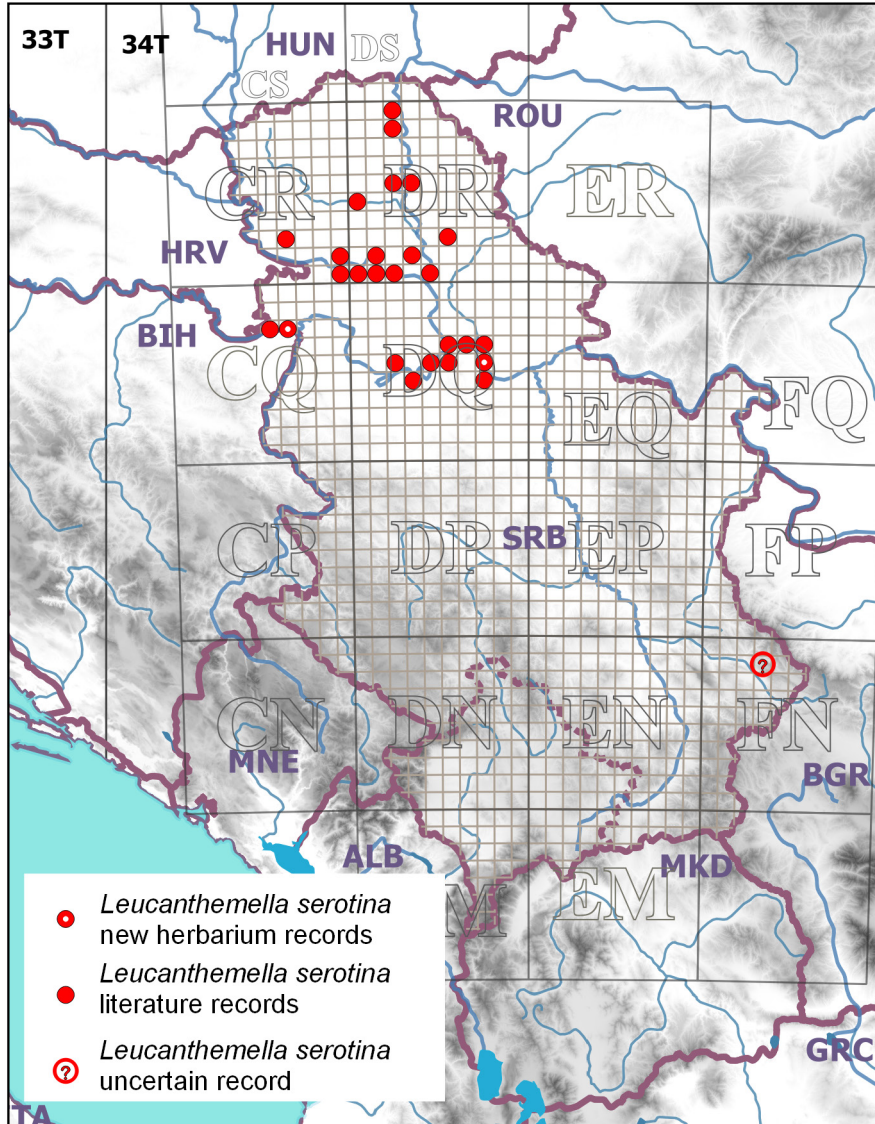 33T
34T
HUN
DS
CS
ROU
CR
DR
ER
HRV
BIH
CQ
DQ
EQ
FQ
CP
DP
SRB
EP
FP
CN
DN
EN
FN
MNE
BGR
ALB
MKD
M
EM
Leucanthemella serotina
new herbarium records
Leucanthemella serotina
literature records
?
Leucanthemella serotina
uncertain record
?
GRC
TA